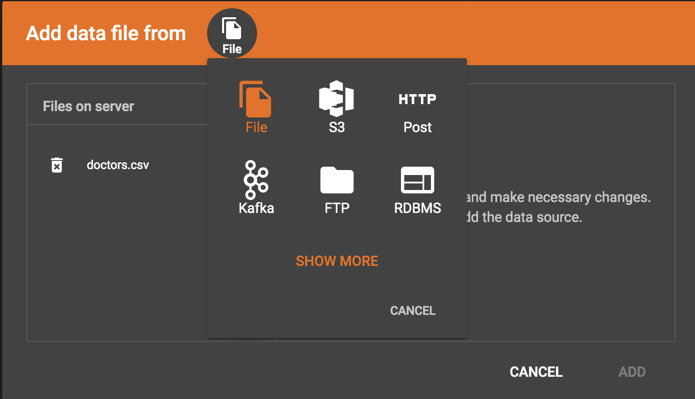 Add data file from
File
Files on server
doctors.csv
File
S3
HTTP
Post
Kafka
FTP
RDBMS
and make necessary changes.
dd the data source.
SHOW MORE
CANCEL
CANCEL
ADD